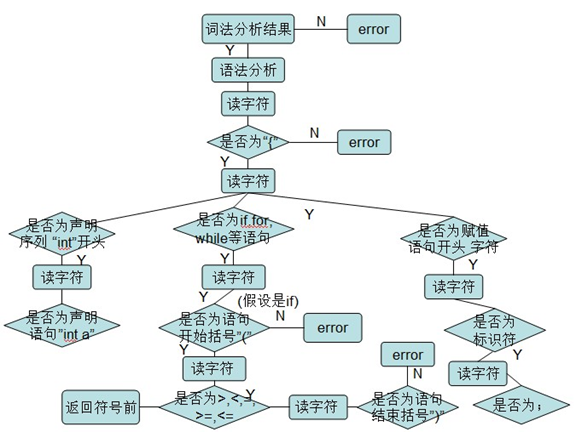 词法分析结果
N
error
Y
语法分析
读字符
是否为“{”
N
error
Y
读字符
是否为声明
序列 “int”开头
是否为if,for,
while等语句
Y
是否为赋值
语句开头 字符
Y
读字符
Y
读字符
Y
读字符
是否为声明
语句”int a”
Y
(假设是if)
是否为语句
开始括号”(“
N
error
是否为
标识符
Y
Y
读字符
error
N
读字符
返回符号前
Y
>=,<=
读字符
是否为语句
结束括号”)”
是否为；